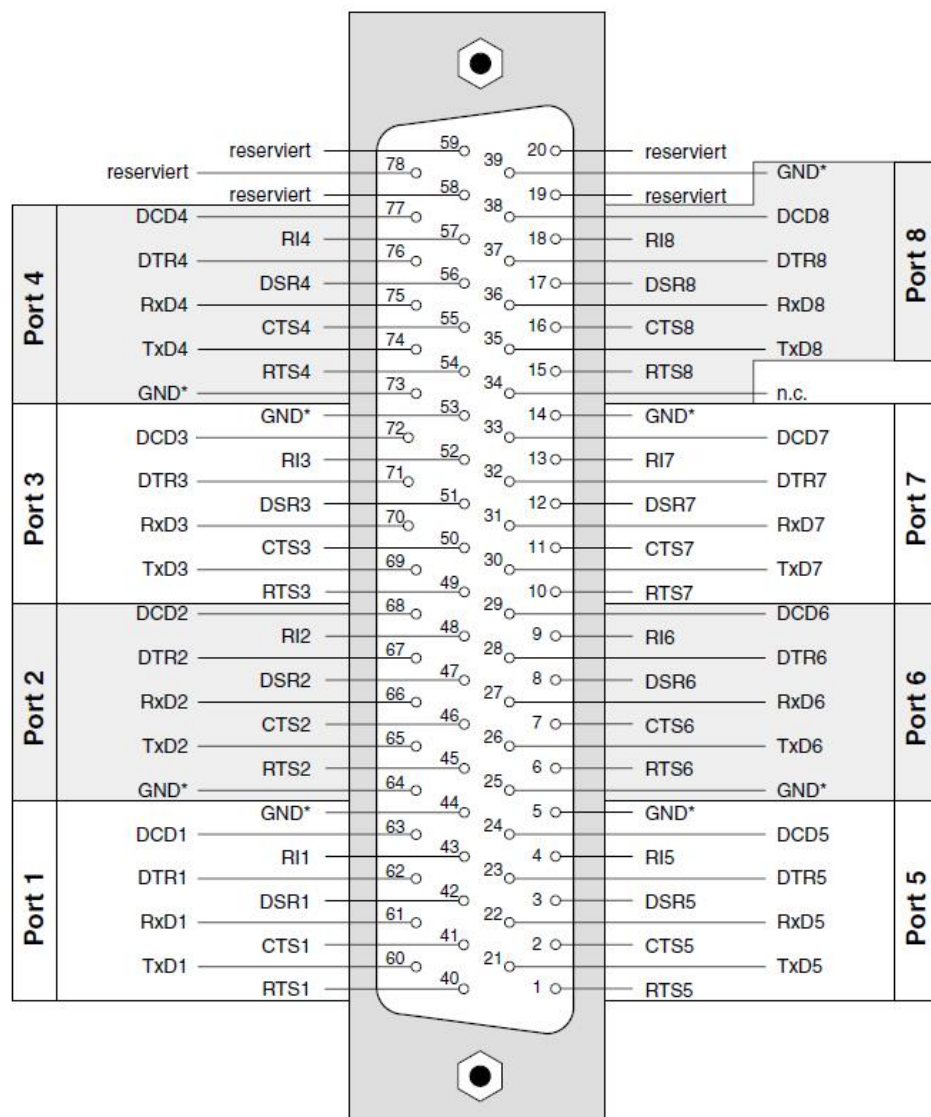 reserviert 59 20 reserviert
reserviert 78 39 GND*
reserviert 58 19 reserviert
Port 4
Port 8
DCD4 77 38 DCD8
RI4 57 18 RI8
DTR4 76 37 DTR8
DSR4 56 17 DSR8
RxD4 75 36 RxD8
CTS4 55 16 CTS8
TxD4 74 35 TxD8
RTS4 54 15 RTS8
GND* 73 34 n.c.
Port 3
Port 7
GND* 53 14 GND*
DCD3 72 33 DCD7
RI3 52 13 RI7
DTR3 71 32 DTR7
DSR3 51 12 DSR7
RxD3 70 31 RxD7
CTS3 50 11 CTS7
TxD3 69 30 TxD7
RTS3 49 10 RTS7
Port 2
Port 6
DCD2 68 29 DCD6
RI2 48 9 RI6
DTR2 67 28 DTR6
DSR2 47 8 DSR6
RxD2 66 27 RxD6
CTS2 46 7 CTS6
TxD2 65 26 TxD6
RTS2 45 6 RTS6
GND* 64 25 GND*
Port 1
Port 5
GND* 44 5 GND*
DCD1 63 24 DCD5
RI1 43 4 RI5
DTR1 62 23 DTR5
DSR1 42 3 DSR5
RxD1 61 22 RxD5
CTS1 41 2 CTS5
TxD1 60 21 TxD5
RTS1 40 1 RTS5